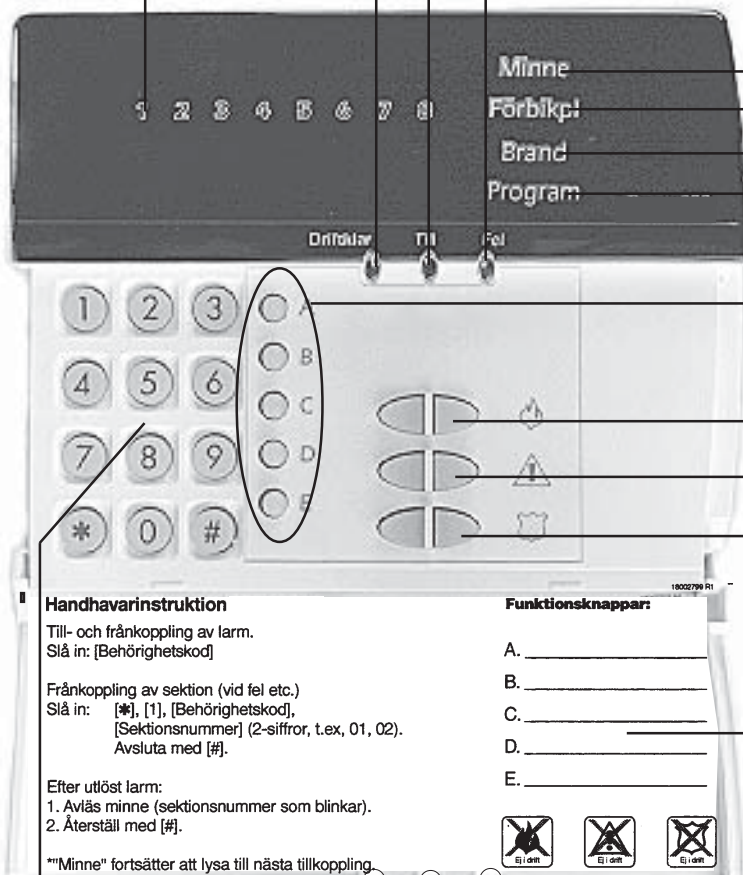 Minne
1 2 3 4 5 6 7 8 Förbikpl
Brand
Program
Driftklar Till Fel
1 2 3 A
B
4 5 6 C
7 8 9 D
E
* 0 #
18002799 R1
Handhavarinstruktion
Till- och frånkoppling av larm.
Slå in: [Behörighetskod]
Frånkoppling av sektion (vid fel etc.)
Slå in: [*], [1], [Behörighetskod],
[Sektionsnummer] (2-siffror, t.ex, 01, 02).
Avsluta med [#].
Efter utlöst larm:
1. Avläs minne (sektionsnummer som blinkar).
2. Återställ med [#].
*"Minne" fortsätter att lysa till nästa tillkoppling.
Funktionsknappar:
A.
B.
C.
D.
E.
Ej i drift Ej i drift Ej i drift